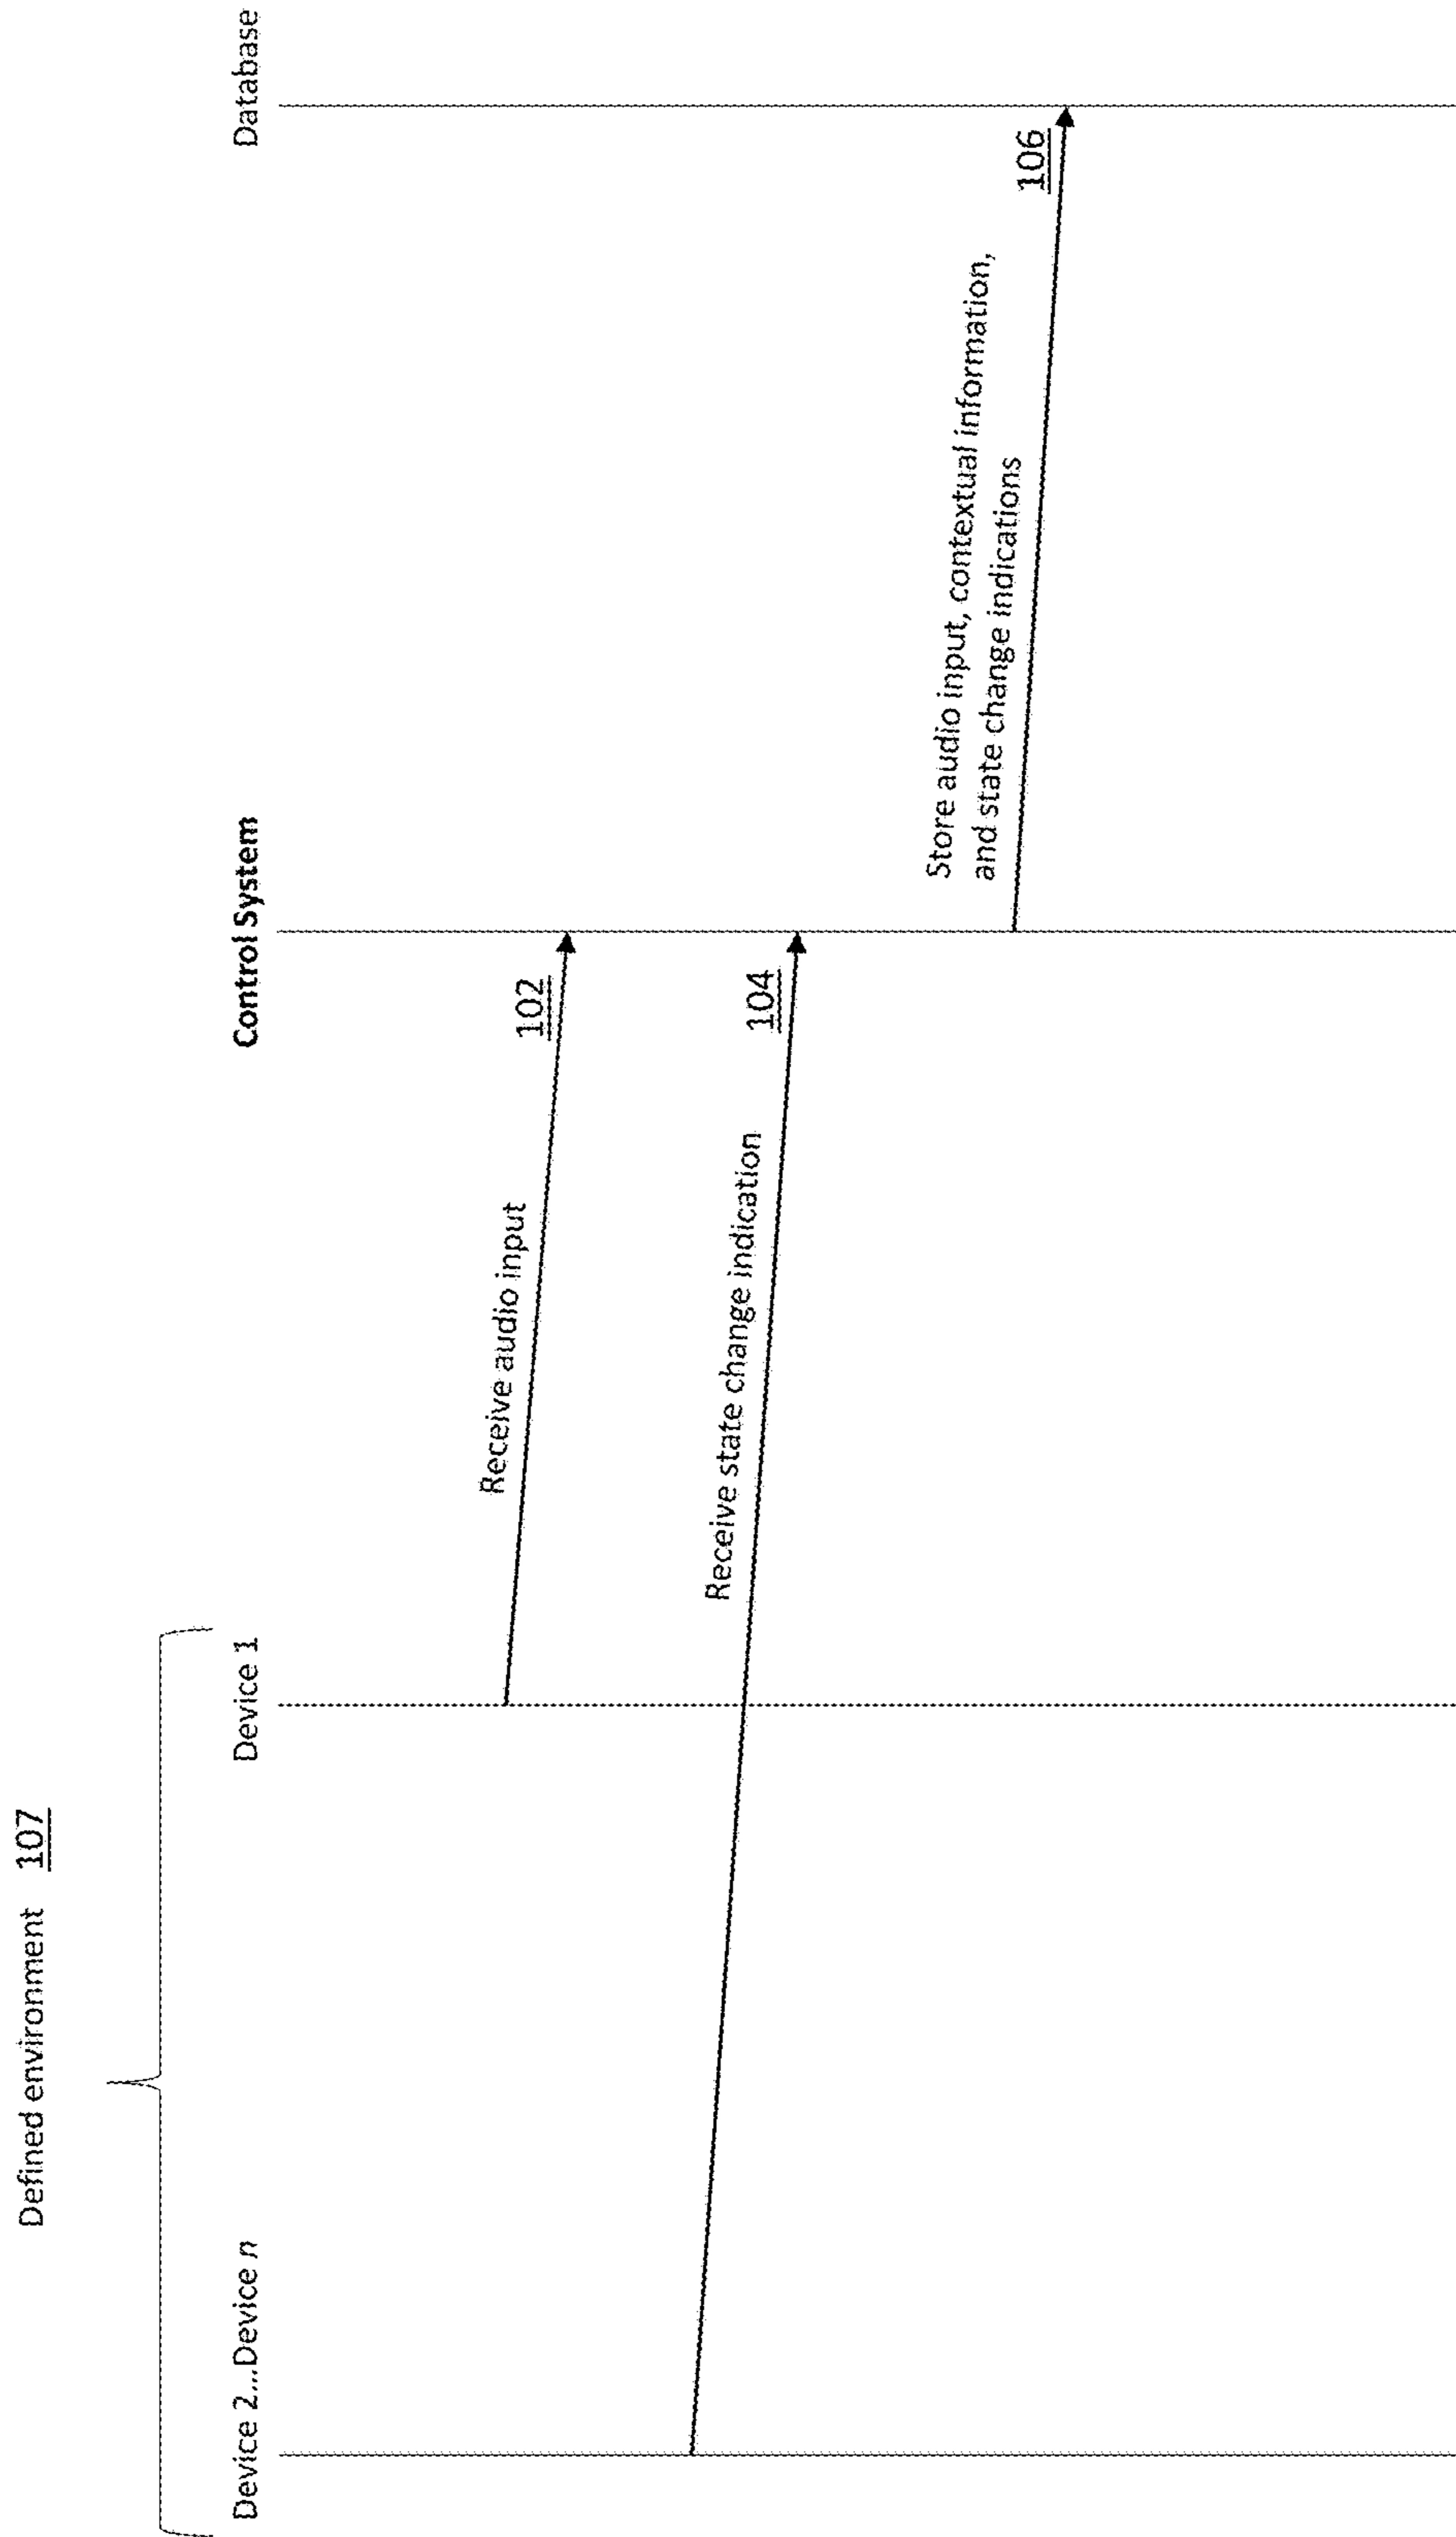 Defined environment 107
Device 2...Device n
Device 1
Control System
Database
Receive audio input
102
Receive state change indication
104
Store audio input, contextual information,
and state change indications
106